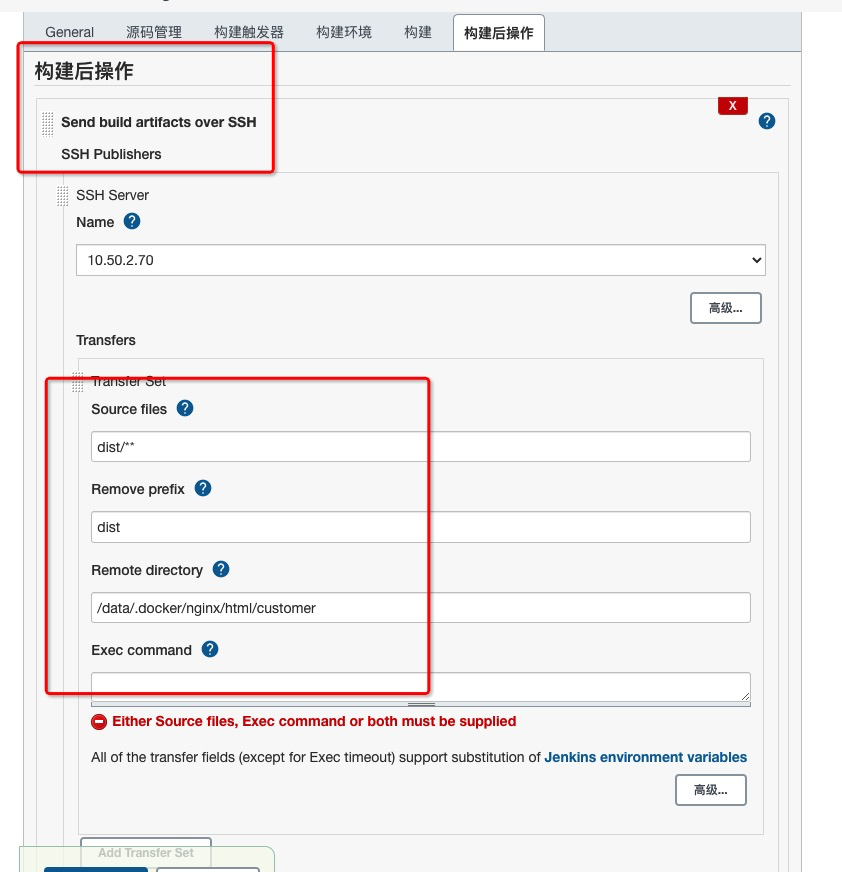 General 源码管理 构建触发器 构建环境 构建 构建后操作
构建后操作
X
Send build artifacts over SSH ?
SSH Publishers
SSH Server
Name ?
10.50.2.70
高级...
Transfers
Transfer Set
Source files ?
dist/**
Remove prefix ?
dist
Remote directory ?
/data/.docker/nginx/html/customer
Exec command ?
Either Source files, Exec command or both must be supplied
All of the transfer fields (except for Exec timeout) support substitution of Jenkins environment variables
高级...
Add Transfer Set